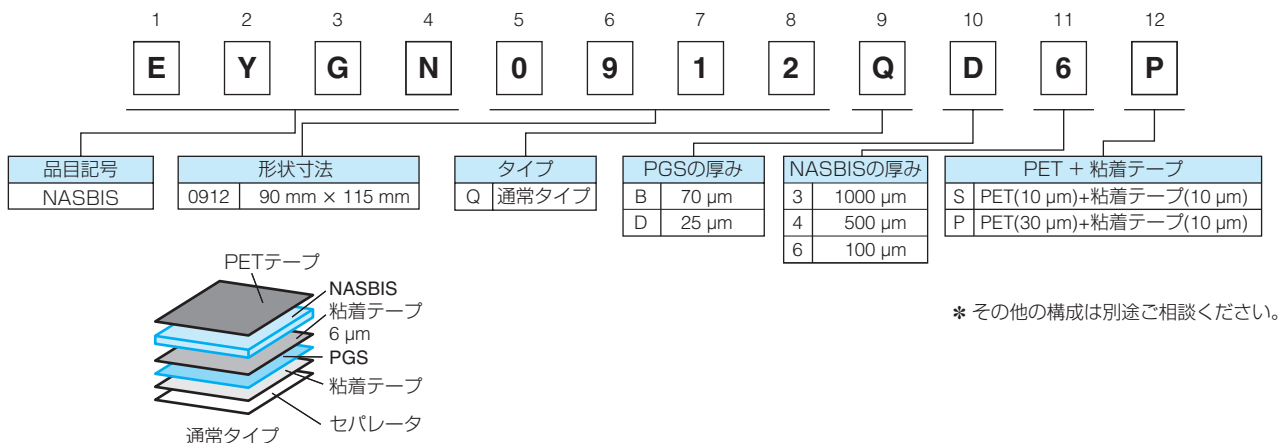 1 2 3 4 5 6 7 8 9 10 11 12
E Y G N 0 9 1 2 Q D 6 P
品目記号
NASBIS
形状寸法
0912 90 mm × 115 mm
タイプ
Q 通常タイプ
PGSの厚み
B 70 µm
D 25 µm
NASBISの厚み
3 1000 µm
4 500 µm
6 100 µm
PET + 粘着テープ
S PET(10 µm)+粘着テープ(10 µm)
P PET(30 µm)+粘着テープ(10 µm)
PETテープ
NASBIS
粘着テープ
6 µm
PGS
粘着テープ
セパレータ
通常タイプ
✽ その他の構成は別途ご相談ください。